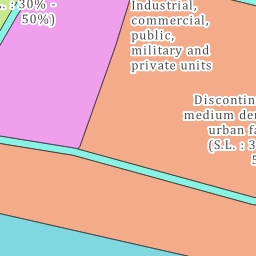 . : 30% -
50%)
Industrial,
commercial,
public,
military and
private units
Discontin
medium den
urban fa
(S.L. : 3
5